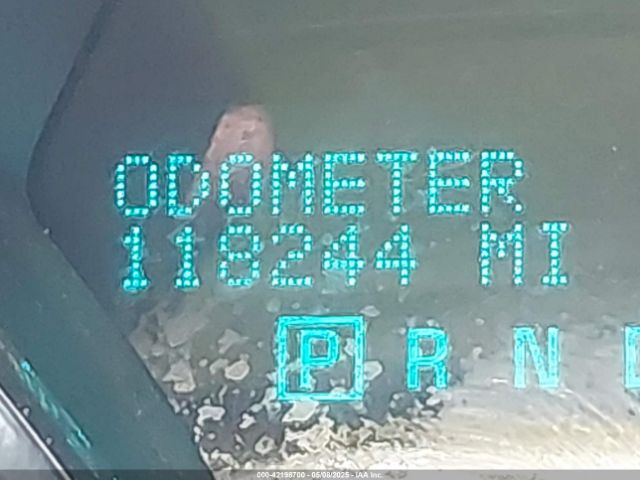 ODOMETER
118244 MI
P R N
000-42198700 - 05/08/2025 - IAA Inc.